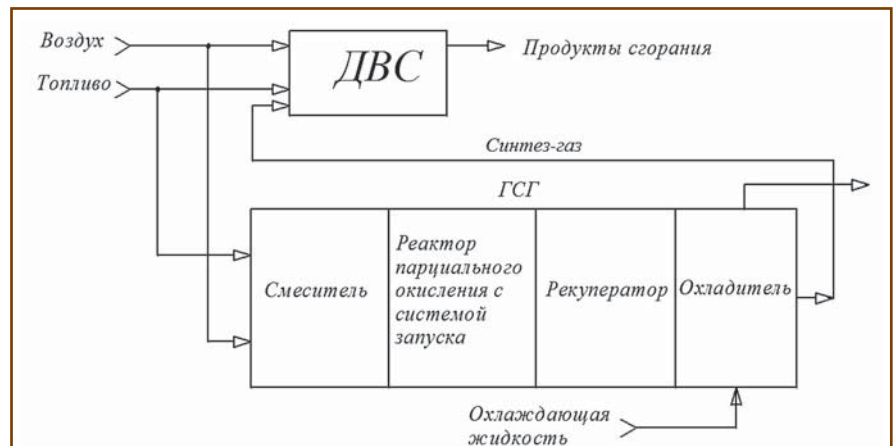 Воздух
Топливо
ДВС
Продукты сгорания
Синтез-газ
ГСГ
Смеситель
Реактор
парциального
окисления с
системой
запуска
Рекуператор
Охладитель
Охлаждающая
жидкость